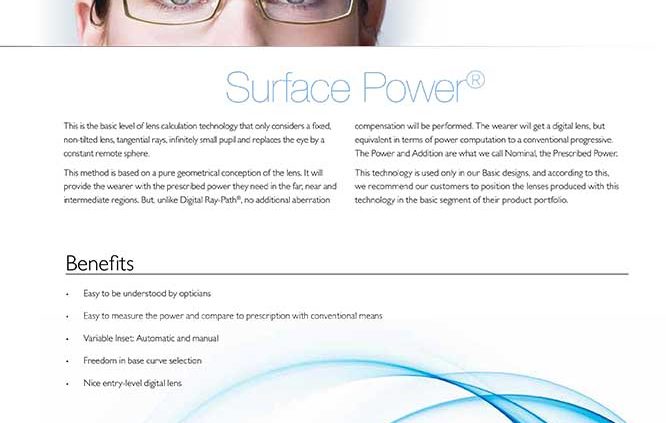 Surface Power®
This is the basic level of lens calculation technology that only considers a fixed,
non-tilted lens, tangential rays, infinitely small pupil and replaces the eye by a
constant remote sphere.
This method is based on a pure geometrical conception of the lens. It will
provide the wearer with the prescribed power they need in the far, near and
intermediate regions. But, unlike Digital Ray-Path®, no additional aberration
compensation will be performed. The wearer will get a digital lens, but
equivalent in terms of power computation to a conventional progressive.
The Power and Addition are what we call Nominal, the Prescribed Power.
This technology is used only in our Basic designs, and according to this,
we recommend our customers to position the lenses produced with this
technology in the basic segment of their product portfolio.
Benefits
• Easy to be understood by opticians
• Easy to measure the power and compare to prescription with conventional means
• Variable Inset: Automatic and manual
• Freedom in base curve selection
• Nice entry-level digital lens